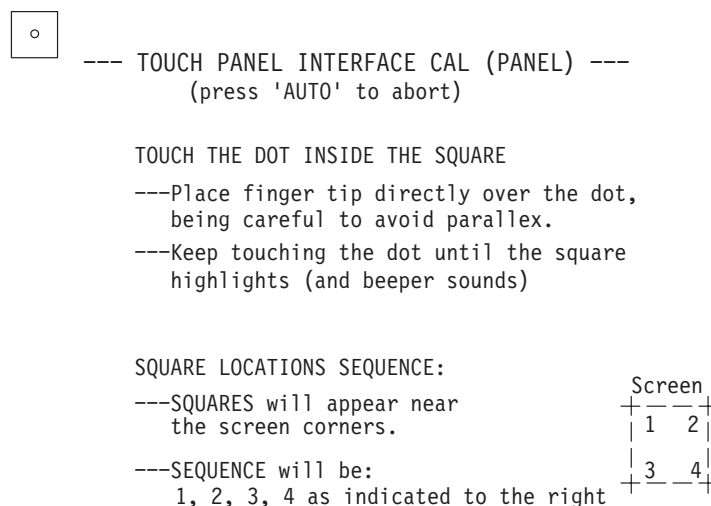 --- TOUCH PANEL INTERFACE CAL (PANEL) ---
(press 'AUTO' to abort)
TOUCH THE DOT INSIDE THE SQUARE
---Place finger tip directly over the dot,
being careful to avoid parallex.
---Keep touching the dot until the square
highlights (and beeper sounds)
SQUARE LOCATIONS SEQUENCE:
---SQUARES will appear near
the screen corners.
---SEQUENCE will be:
1, 2, 3, 4 as indicated to the right
Screen
1 2
3 4